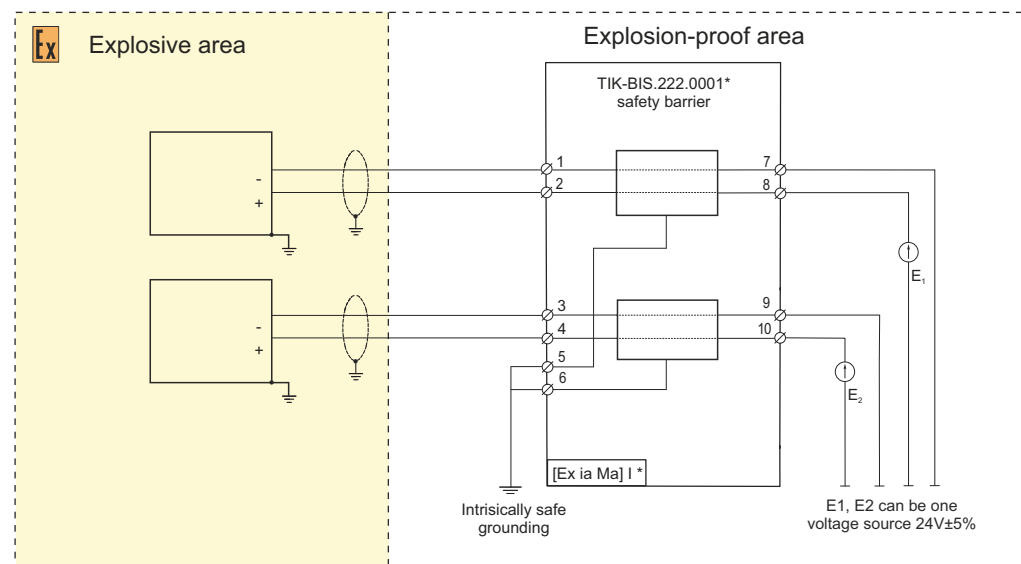 Ex
Explosive area
Explosion-proof area
TIK-BIS.222.0001*
safety barrier
-
+
1
2
7
8
E1
-
+
3
4
5
6
9
10
E2
[Ex ia Ma] I *
Intrisically safe
grounding
E1, E2 can be one
voltage source 24V±5%